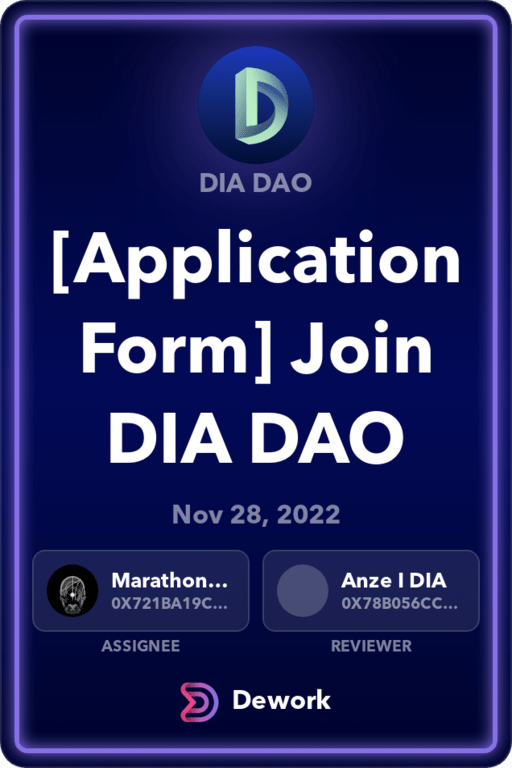 DIA DAO
[Application
Form] Join
DIA DAO
Nov 28, 2022
Marathon...
0X721BA19C...
ASSIGNEE
Anze I DIA
0X78B056CC...
REVIEWER
Dework